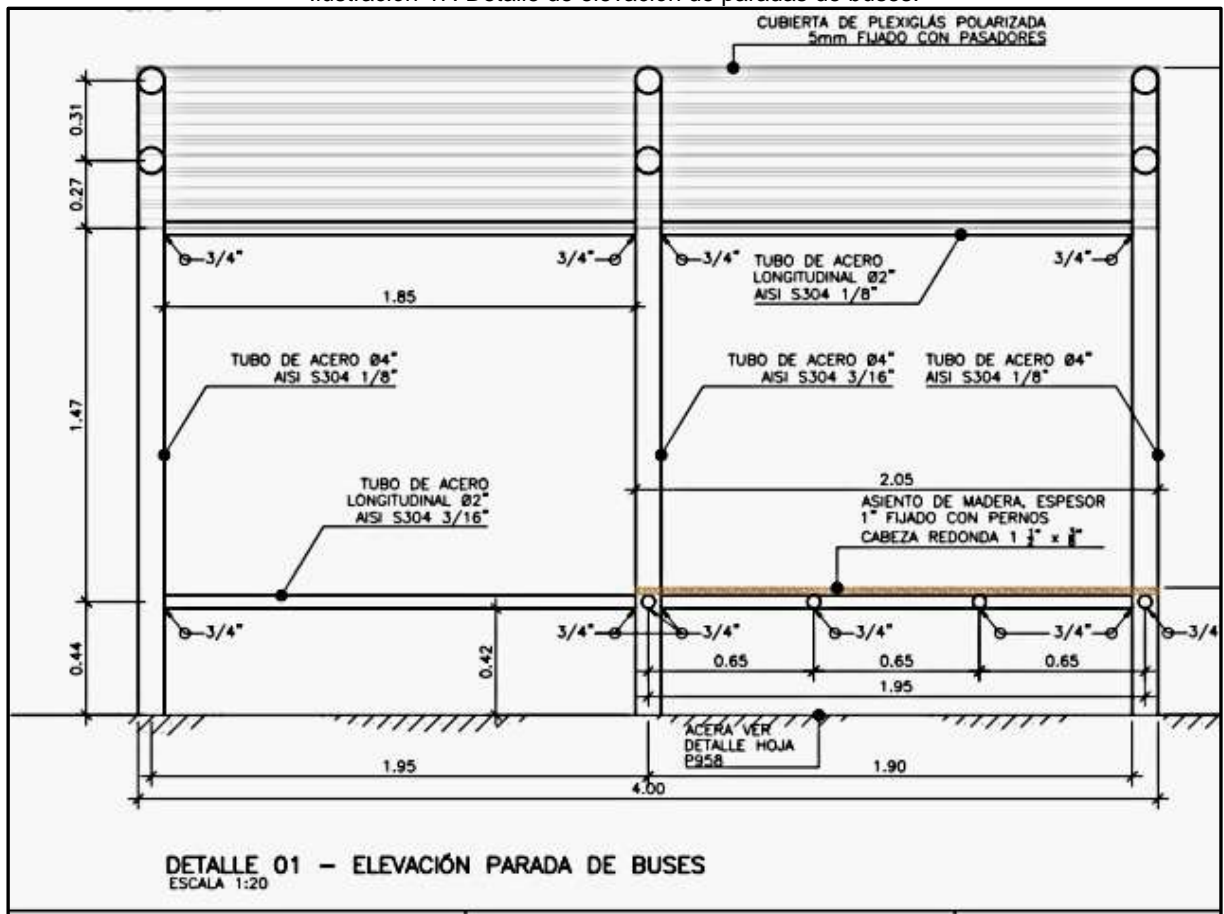 CUBIERTA DE PLEXIGLÁS POLARIZADA
5mm FIJADO CON PASADORES
0.31
0.27
3/4"
3/4"
3/4"
3/4"
TUBO DE ACERO
LONGITUDINAL Ø2"
AISI S304 1/8"
1.85
TUBO DE ACERO Ø4"
AISI S304 1/8"
TUBO DE ACERO Ø4"
AISI S304 3/16"
TUBO DE ACERO Ø4"
AISI S304 1/8"
1.47
2.05
TUBO DE ACERO
LONGITUDINAL Ø2"
AISI S304 3/16"
ASIENTO DE MADERA, ESPESOR
1" FIJADO CON PERNOS
CABEZA REDONDA 1 ½" x
3/4"
3/4"
3/4"
3/4"
3/4"
3/4
0.44
0.42
0.65
0.65
0.65
1.95
ACERA VER
DETALLE HOJA
P958
1.95
1.90
4.00
DETALLE 01 – ELEVACIÓN PARADA DE BUSES
ESCALA 1:20